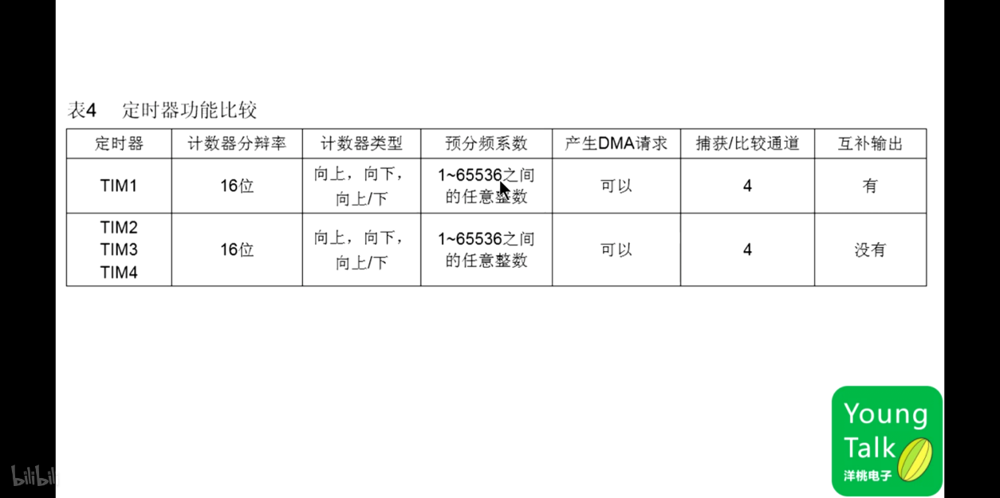 表4 定时器功能比较
定时器 计数器分辩率 计数器类型 预分频系数 产生DMA请求 捕获/比较通道 互补输出
TIM1
16位
向上，向下，
向上/下
1~65536之间
的任意整数
可以
4
有
TIM2
TIM3
TIM4
16位
向上，向下，
向上/下
1~65536之间
的任意整数
可以
4
没有
Young
Talk
洋桃电子
bilibili